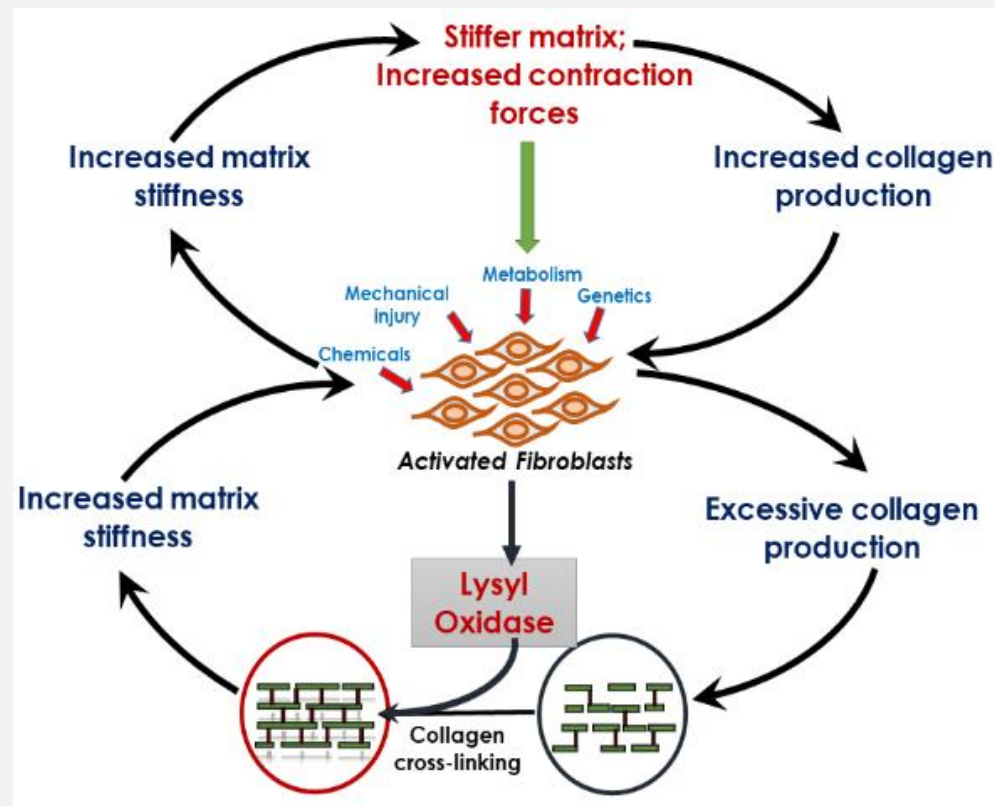 Stiffer matrix;
Increased contraction
forces
Increased matrix
stiffness
Increased collagen
production
Metabolism
Mechanical
injury
Genetics
Chemicals
Activated Fibroblasts
Increased matrix
stiffness
Excessive collagen
production
Lysyl
Oxidase
Collagen
cross-linking